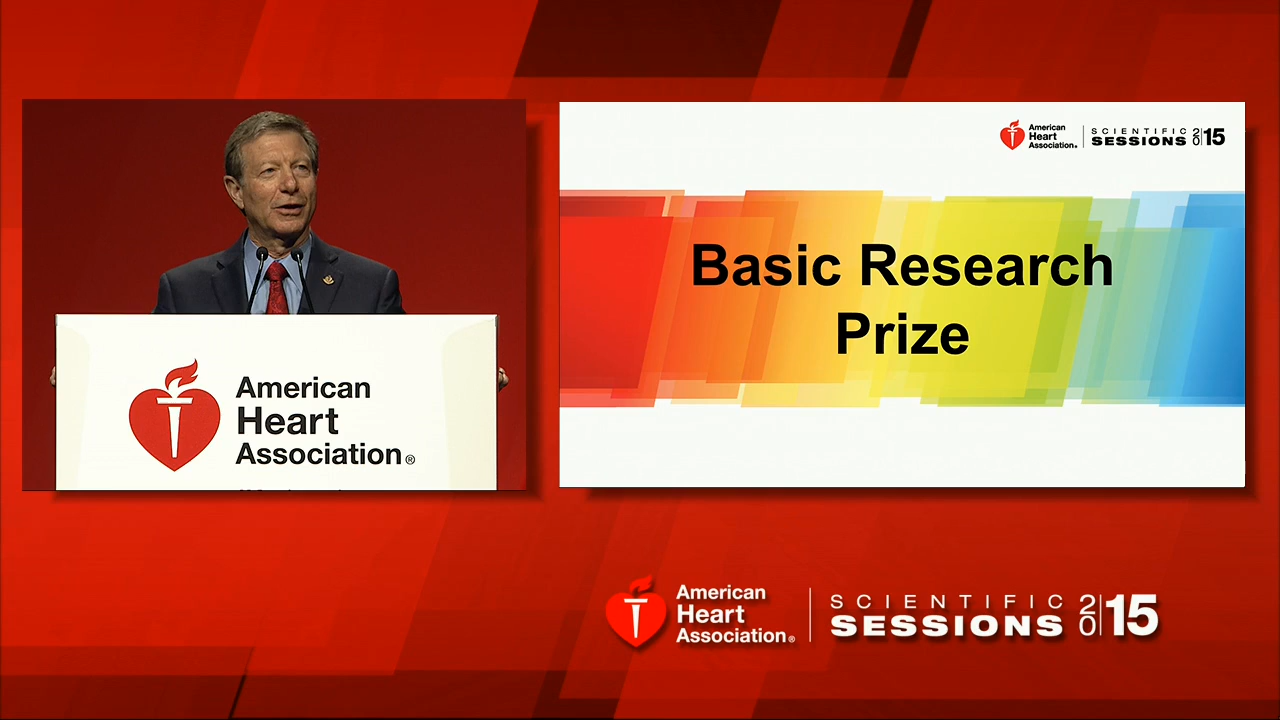 American
Heart
Association®
American
Heart
Association®
SCIENTIFIC
SESSIONS 2015
Basic Research
Prize
American
Heart
Association®
SCIENTIFIC
SESSIONS 2015